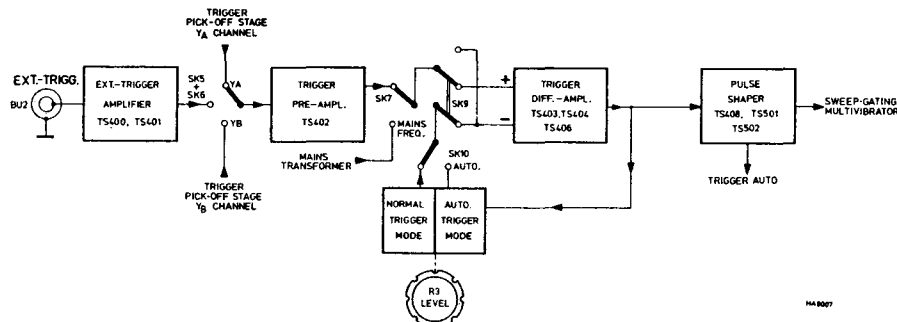 TRIGGER
PICK-OFF STAGE
YA CHANNEL
EXT.-TRIGG.
BU2
EXT.-TRIGGER
AMPLIFIER
TS400, TS401
SK5
+
SK6
YA
YB
TRIGGER
PICK-OFF STAGE
YB CHANNEL
TRIGGER
PRE-AMPL.
TS402
SK7
MAINS
FREQ.
MAINS
TRANSFORMER
SK9
SK10
AUTO.
+
−
NORMAL
TRIGGER
MODE
AUTO.
TRIGGER
MODE
R3
LEVEL
TRIGGER
DIFF.-AMPL.
TS403, TS404
TS406
PULSE
SHAPER
TS408, TS501
TS502
SWEEP-GATING
MULTIVIBRATOR
TRIGGER AUTO
MA8007